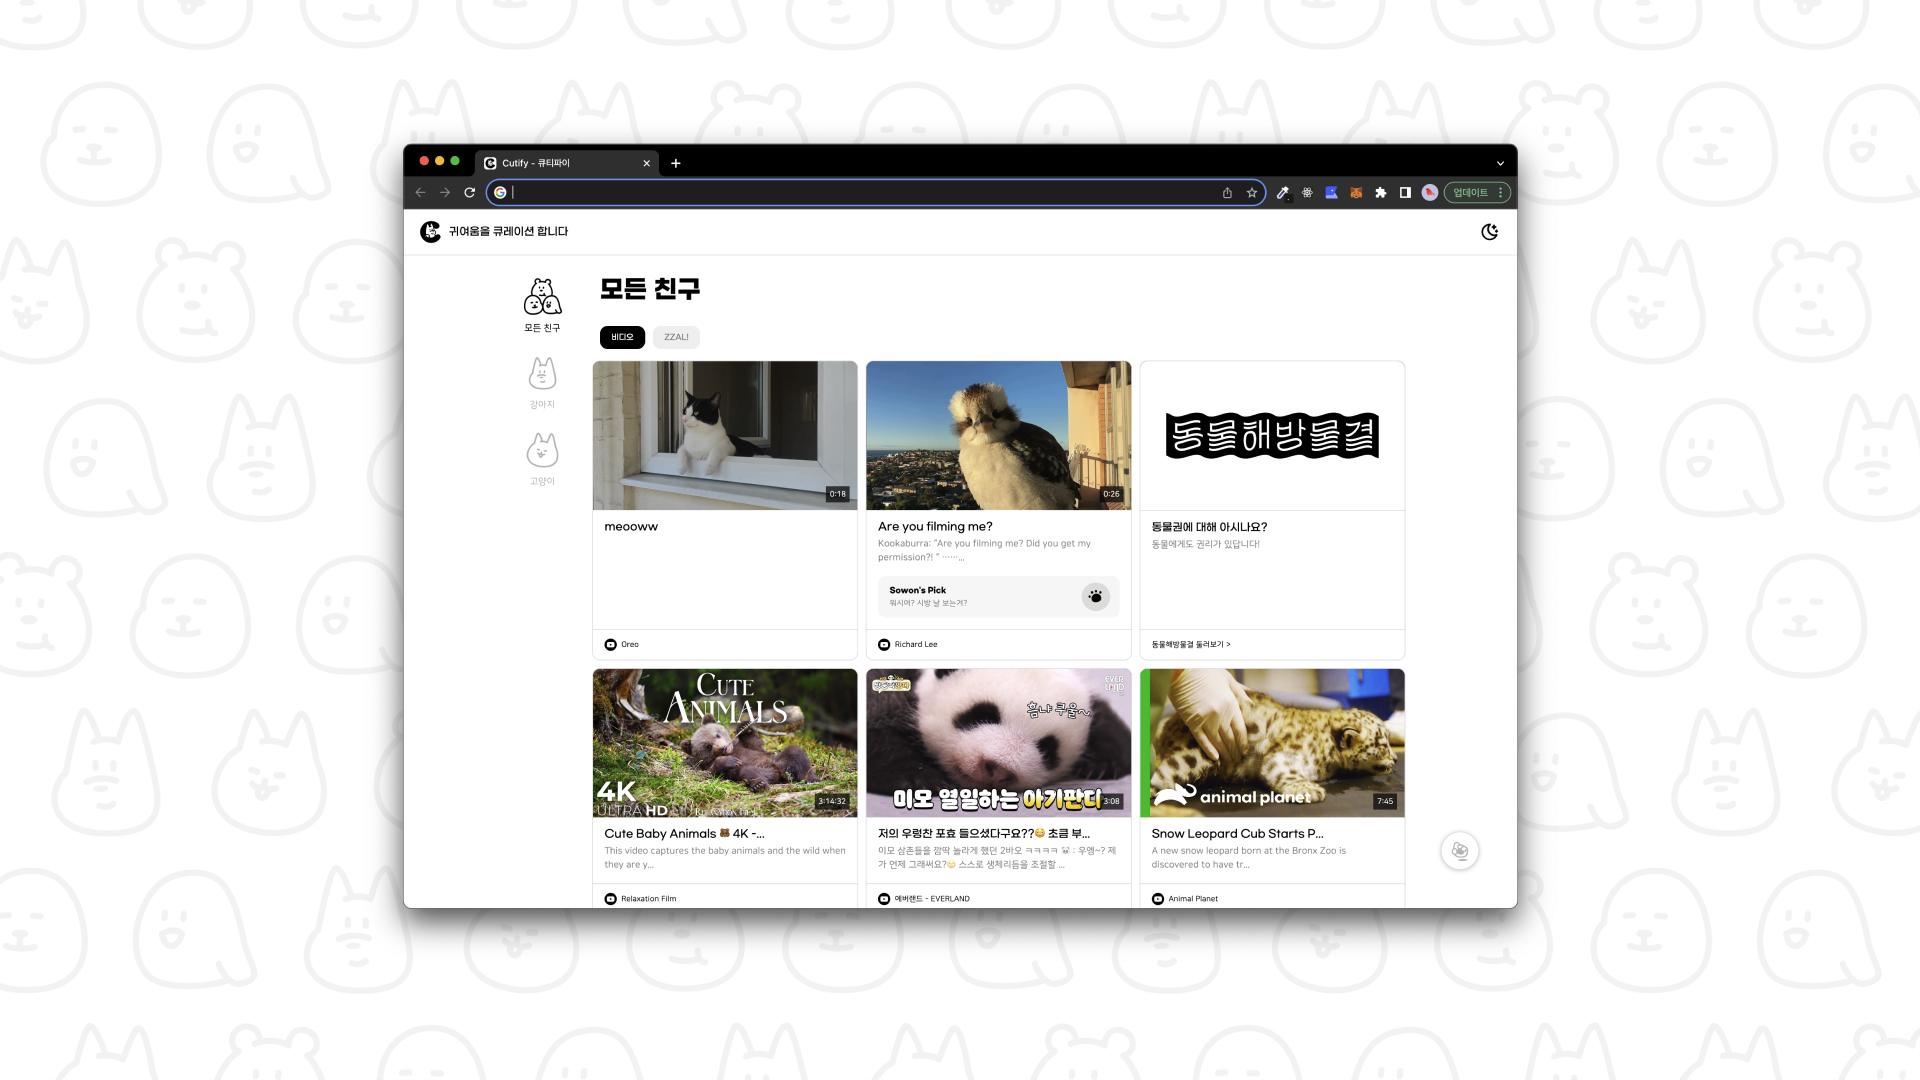 Cutify - 큐티파이
업데이트
귀여움을 큐레이션 합니다
모든 친구
강아지
고양이
모든 친구
비디오
ZZAL!
0:18
meooww
Oreo
0:26
Are you filming me?
Kookaburra: "Are you filming me? Did you get my
permission?! " ……...
Sowon's Pick
뭐시여? 시방 날 보는겨?
Richard Lee
동물해방물결
동물권에 대해 아시나요?
동물에게도 권리가 있답니다!
동물해방물결 둘러보기 >
CUTE
ANIMALS
4K
ULTRA HD
3:14:32
Cute Baby Animals 🐻 4K -...
This video captures the baby animals and the wild when
they are y...
Relaxation Film
EVER
LAND
흠냐 쿠울~
미모 열일하는 아기판다
3:08
저의 우렁찬 포효 들으셨다구요??😋 초큼 부...
이모 삼촌들을 깜딱 놀라게 했던 2바오 ㅋㅋㅋㅋ 🐼 : 우엥~? 제
가 언제 그래써요?😳 스스로 생체리듬을 조절할 ...
에버랜드 - EVERLAND
animal planet
7:45
Snow Leopard Cub Starts P...
A new snow leopard born at the Bronx Zoo is
discovered to have tr...
Animal Planet